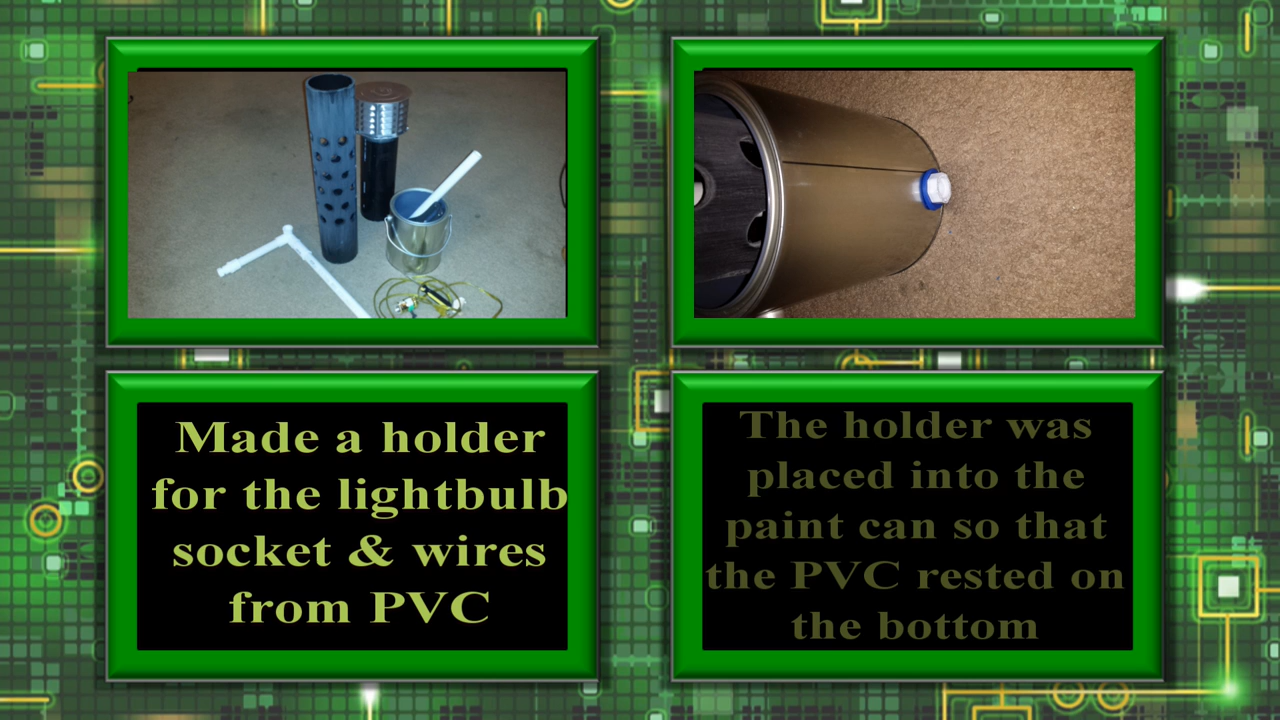 Made a holder
for the lightbulb
socket & wires
from PVC
The holder was
placed into the
paint can so that
the PVC rested on
the bottom